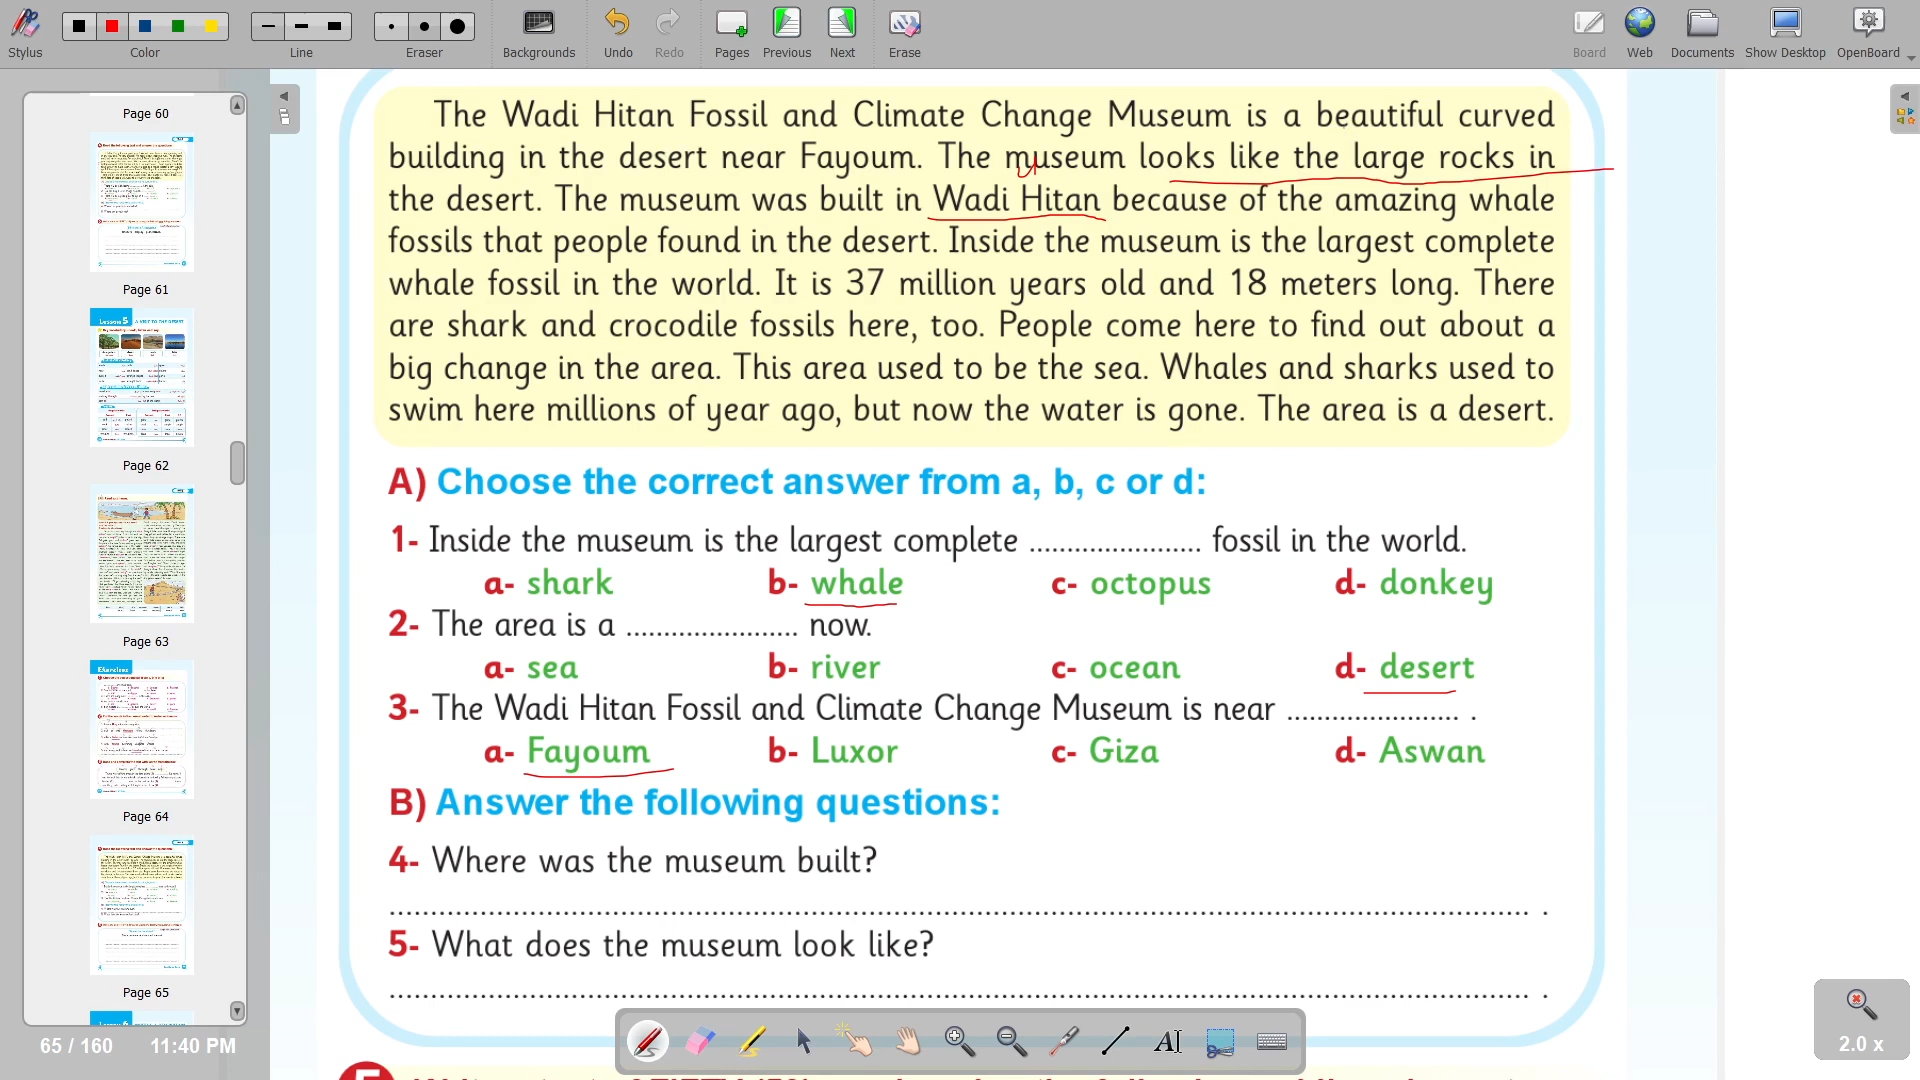 Stylus
Color
Line
Eraser
Backgrounds
Undo
Redo
Pages
Previous
Next
Erase
Board
Web
Documents
Show Desktop
OpenBoard
Page 60
Page 61
Page 62
Page 63
Page 64
Page 65
65 / 160 11:40 PM
The Wadi Hitan Fossil and Climate Change Museum is a beautiful curved
building in the desert near Fayoum. The museum looks like the large rocks in
the desert. The museum was built in Wadi Hitan because of the amazing whale
fossils that people found in the desert. Inside the museum is the largest complete
whale fossil in the world. It is 37 million years old and 18 meters long. There
are shark and crocodile fossils here, too. People come here to find out about a
big change in the area. This area used to be the sea. Whales and sharks used to
swim here millions of year ago, but now the water is gone. The area is a desert.
A) Choose the correct answer from a, b, c or d:
1- Inside the museum is the largest complete ....................... fossil in the world.
a- shark b- whale c- octopus d- donkey
2- The area is a ....................... now.
a- sea b- river c- ocean d- desert
3- The Wadi Hitan Fossil and Climate Change Museum is near ....................... .
a- Fayoum b- Luxor c- Giza d- Aswan
B) Answer the following questions:
4- Where was the museum built?
5- What does the museum look like?
2.0 x